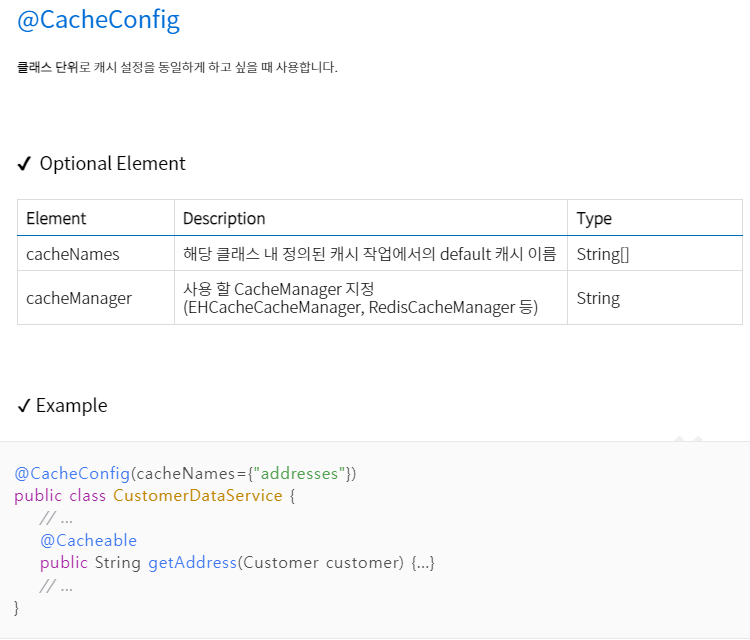 @CacheConfig
클래스 단위로 캐시 설정을 동일하게 하고 싶을 때 사용합니다.
✓ Optional Element
Element Description Type
cacheNames 해당 클래스 내 정의된 캐시 작업에서의 default 캐시 이름 String[]
cacheManager 사용 할 CacheManager 지정 String
(EHCacheCacheManager, RedisCacheManager 등)
✓ Example
@CacheConfig(cacheNames={"addresses"})
public class CustomerDataService {
// ...
@Cacheable
public String getAddress(Customer customer) {...}
// ...
}